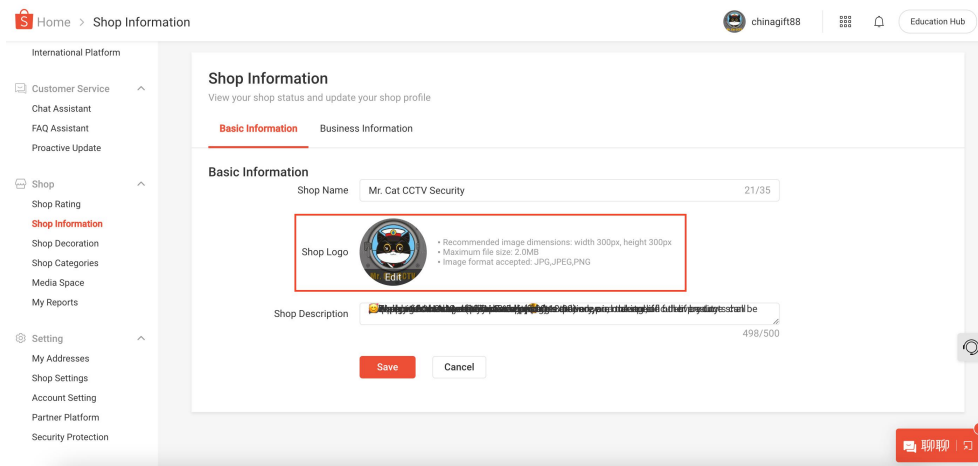 Home > Shop Information
chinagift88
Education Hub
International Platform
Customer Service
Chat Assistant
FAQ Assistant
Proactive Update
Shop
Shop Rating
Shop Information
Shop Decoration
Shop Categories
Media Space
My Reports
Setting
My Addresses
Shop Settings
Account Setting
Partner Platform
Security Protection
Shop Information
View your shop status and update your shop profile
Basic Information
Business Information
Basic Information
Shop Name
Mr. Cat CCTV Security
21/35
Shop Logo
Edit
• Recommended image dimensions: width 300px, height 300px
• Maximum file size: 2.0MB
• Image format accepted: JPG,JPEG,PNG
Shop Description
498/500
Save
Cancel
聊聊